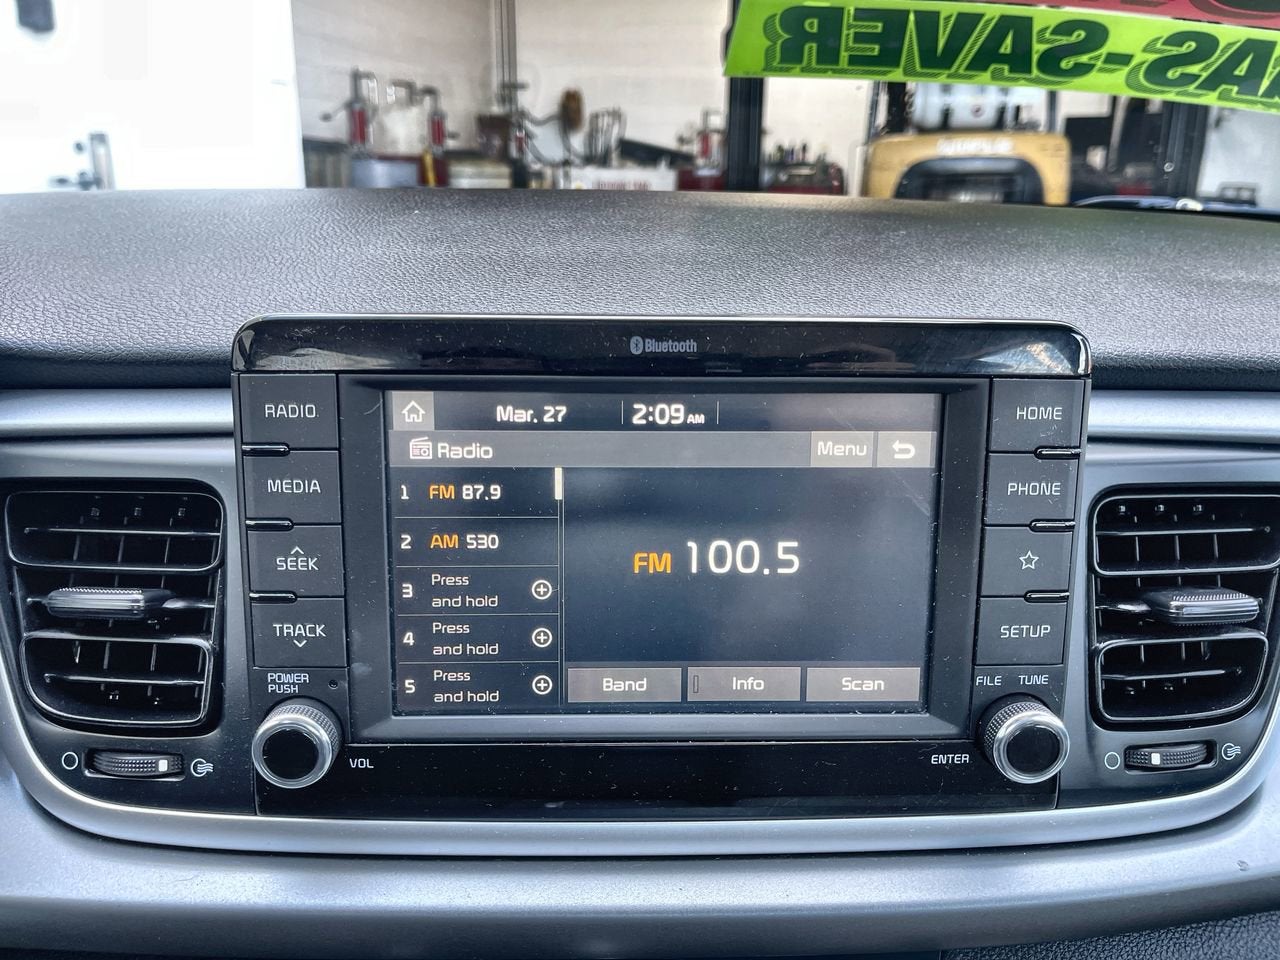 GAS-SAVER
Bluetooth
RADIO
MEDIA
SEEK
TRACK
POWER
PUSH
VOL
Mar. 27
2:09 AM
Radio
Menu
1 FM 87.9
2 AM 530
3 Press
and hold
4 Press
and hold
5 Press
and hold
FM 100.5
Band
Info
Scan
HOME
PHONE
SETUP
FILE TUNE
ENTER